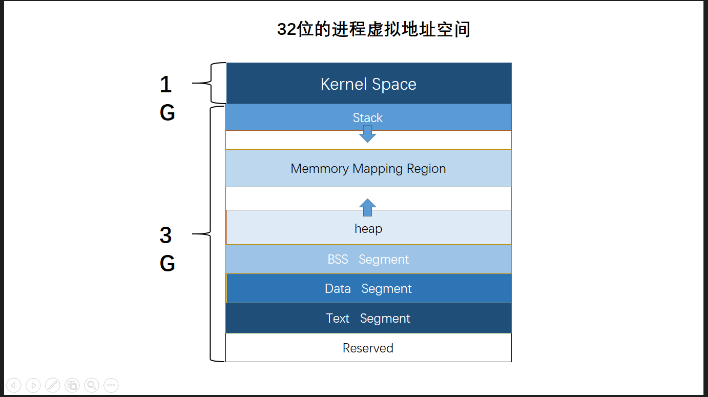 32位的进程虚拟地址空间
1
G
Kernel Space
Stack
Memmory Mapping Region
heap
3
G
BSS Segment
Data Segment
Text Segment
Reserved